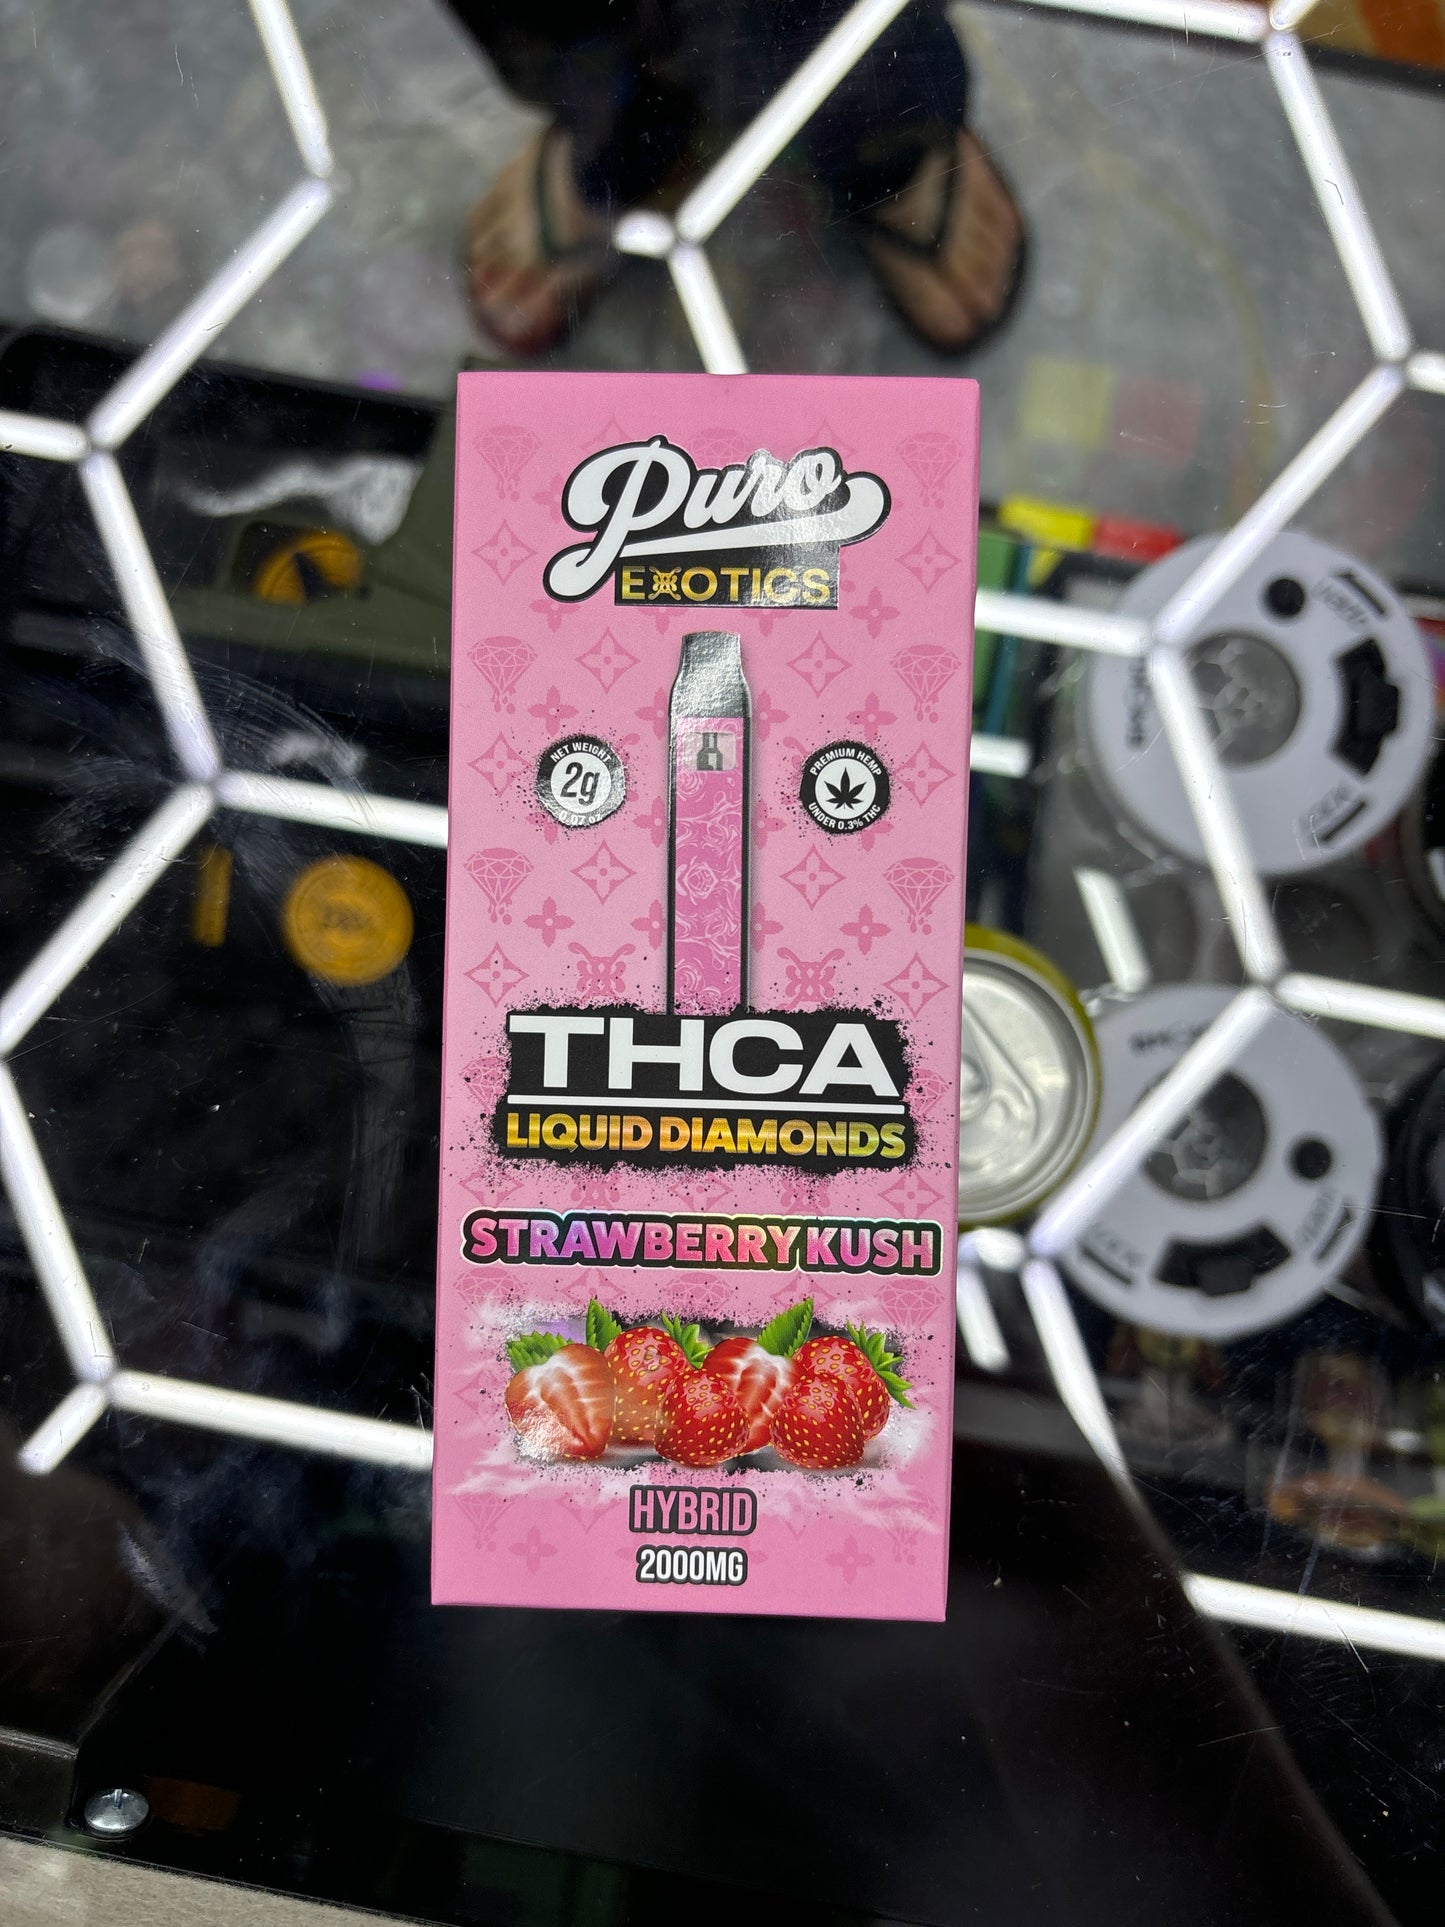 Puro
EXOTICS
NET WEIGHT
2g
0.07 oz
PREMIUM HEMP
UNDER 0.3% THC
THCA
LIQUID DIAMONDS
STRAWBERRY KUSH
HYBRID
2000MG